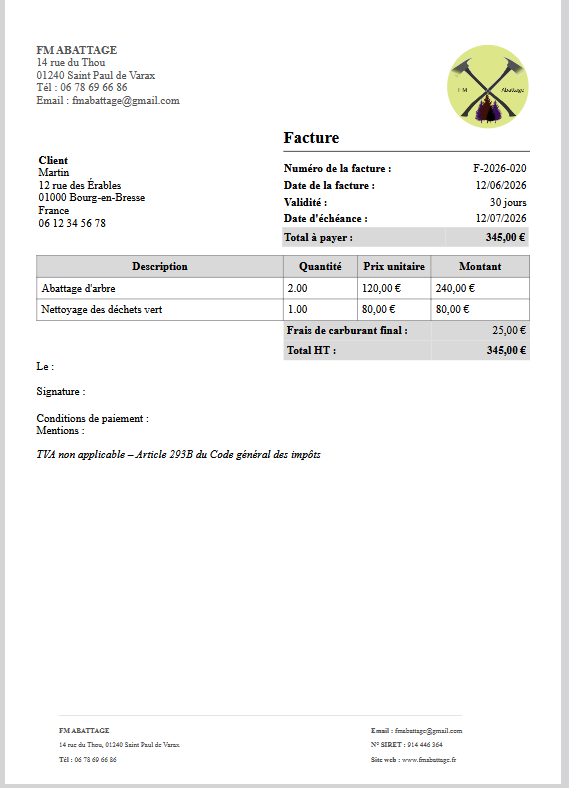 FM ABATTAGE
14 rue du Thou
01240 Saint Paul de Varax
Tél : 06 78 69 66 86
Email : fmabattage@gmail.com
F M Abattage
Facture
Client
Martin
12 rue des Érables
01000 Bourg-en-Bresse
France
06 12 34 56 78
Numéro de la facture : F-2026-020
Date de la facture : 12/06/2026
Validité : 30 jours
Date d'échéance : 12/07/2026
Total à payer : 345,00 €
Description Quantité Prix unitaire Montant
Abattage d'arbre 2.00 120,00 € 240,00 €
Nettoyage des déchets vert 1.00 80,00 € 80,00 €
Frais de carburant final : 25,00 €
Total HT : 345,00 €
Le :
Signature :
Conditions de paiement :
Mentions :
TVA non applicable – Article 293B du Code général des impôts
FM ABATTAGE
14 rue du Thou, 01240 Saint Paul de Varax
Tél : 06 78 69 66 86
Email : fmabattage@gmail.com
N° SIRET : 914 446 364
Site web : www.fmabattage.fr